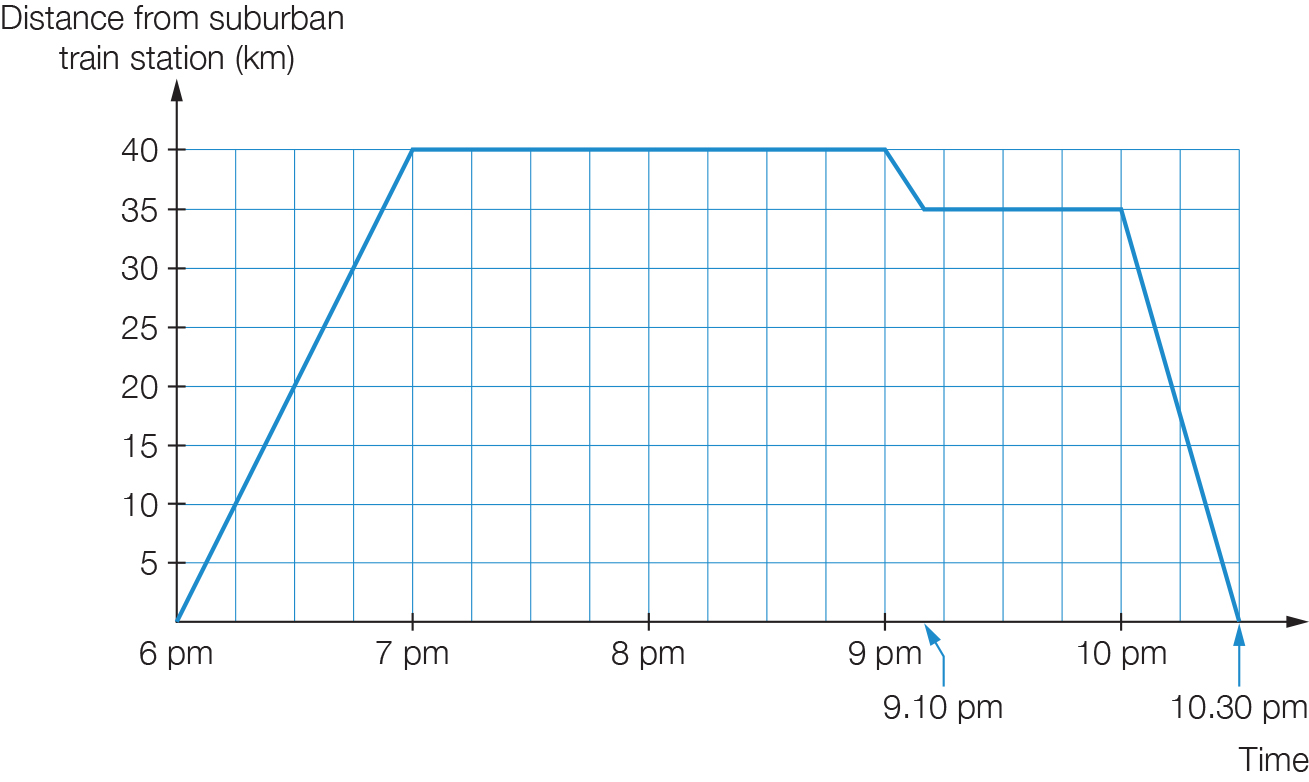 Distance from suburban
train station (km)
40
35
30
25
20
15
10
5
6 pm
7 pm
8 pm
9 pm
10 pm
9.10 pm
10.30 pm
Time